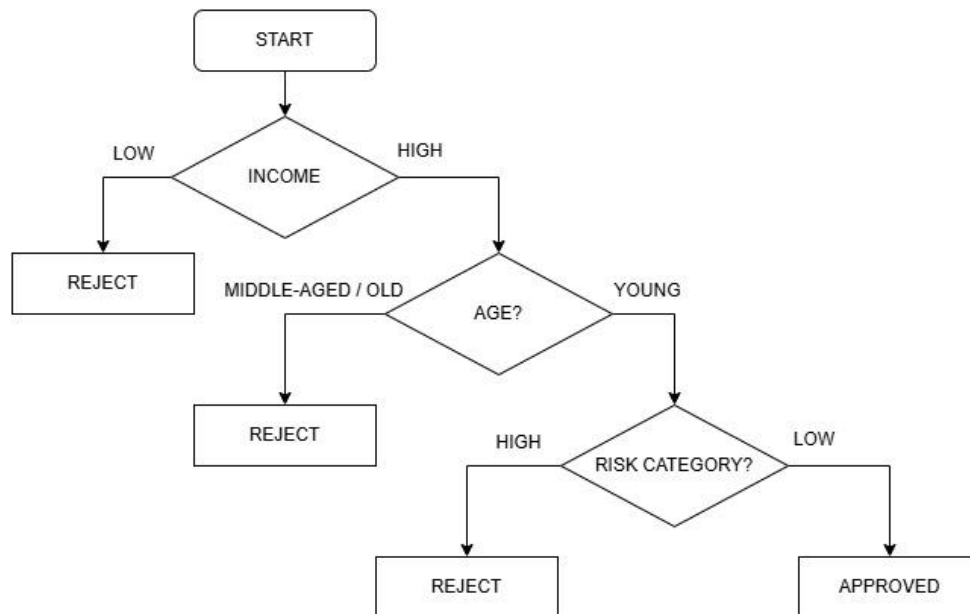 START
LOW
HIGH
INCOME
REJECT
MIDDLE-AGED / OLD
YOUNG
AGE?
REJECT
HIGH
LOW
RISK CATEGORY?
REJECT
APPROVED